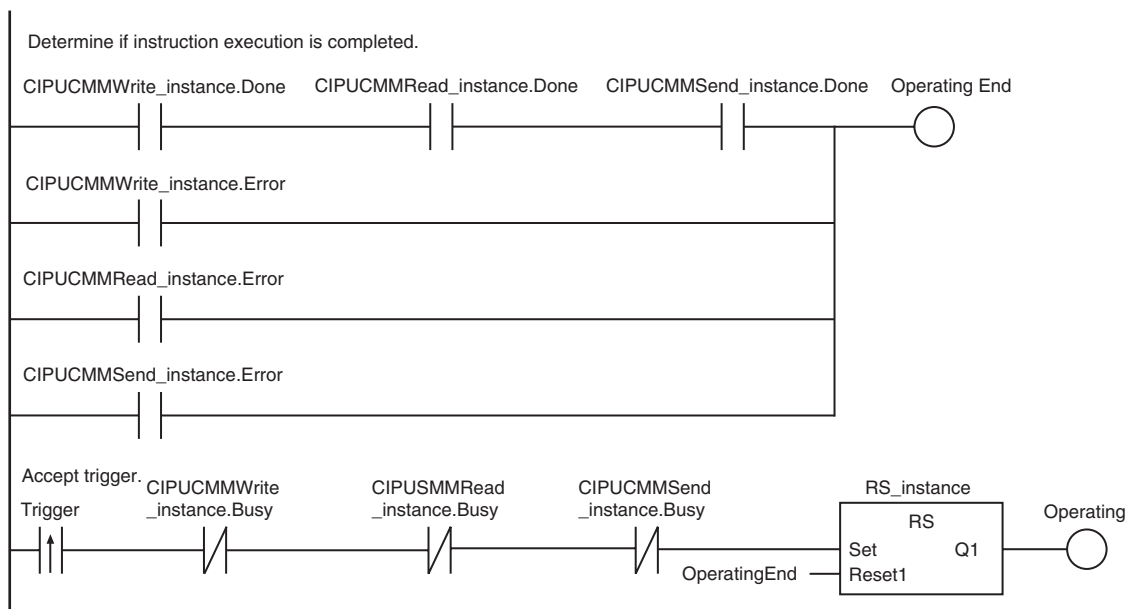 Determine if instruction execution is completed.
CIPUCMMWrite_instance.Done CIPUCMMRead_instance.Done CIPUCMMSend_instance.Done Operating End
CIPUCMMWrite_instance.Error
CIPUCMMRead_instance.Error
CIPUCMMSend_instance.Error
Accept trigger.
Trigger
CIPUCMMWrite
_instance.Busy
CIPUSMMRead
_instance.Busy
CIPUCMMSend
_instance.Busy
RS_instance
RS
Set Q1
OperatingEnd Reset1
Operating